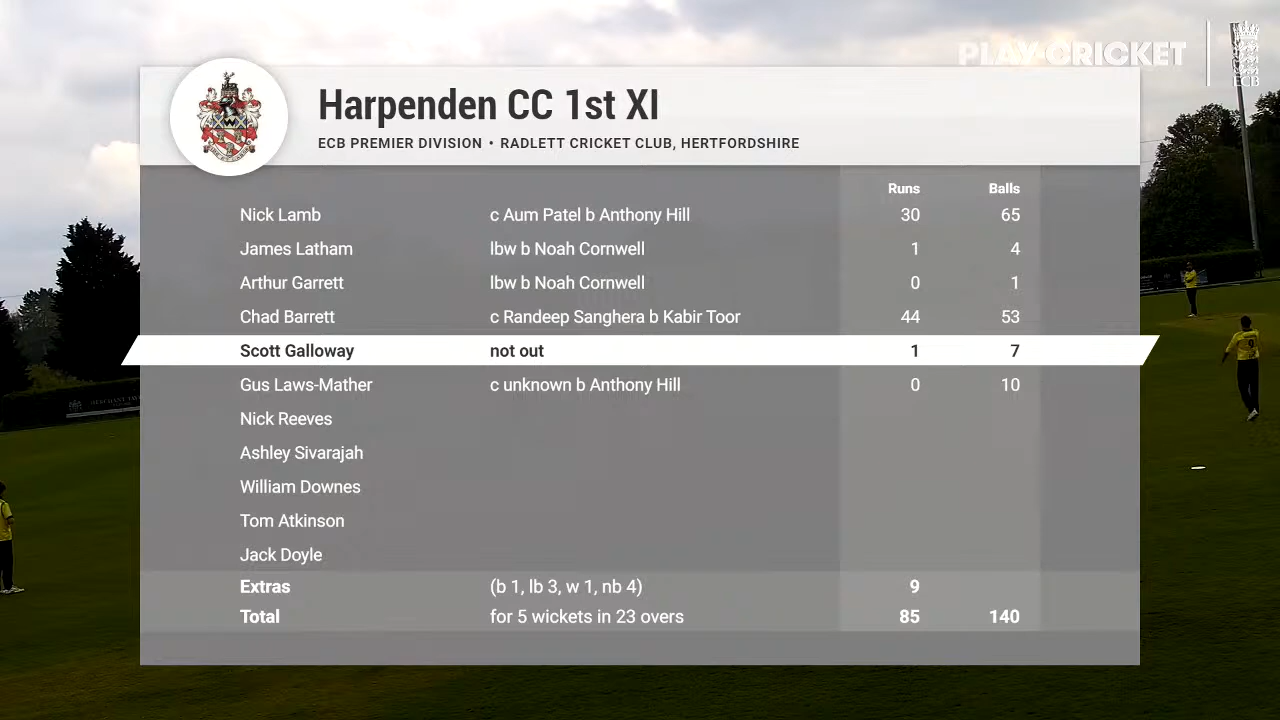 PLAY-CRICKET
ECB
Harpenden CC 1st XI
ECB PREMIER DIVISION • RADLETT CRICKET CLUB, HERTFORDSHIRE
Runs Balls
Nick Lamb c Aum Patel b Anthony Hill 30 65
James Latham lbw b Noah Cornwell 1 4
Arthur Garrett lbw b Noah Cornwell 0 1
Chad Barrett c Randeep Sanghera b Kabir Toor 44 53
Scott Galloway not out 1 7
Gus Laws-Mather c unknown b Anthony Hill 0 10
Nick Reeves
Ashley Sivarajah
William Downes
Tom Atkinson
Jack Doyle
Extras (b 1, lb 3, w 1, nb 4) 9
Total for 5 wickets in 23 overs 85 140